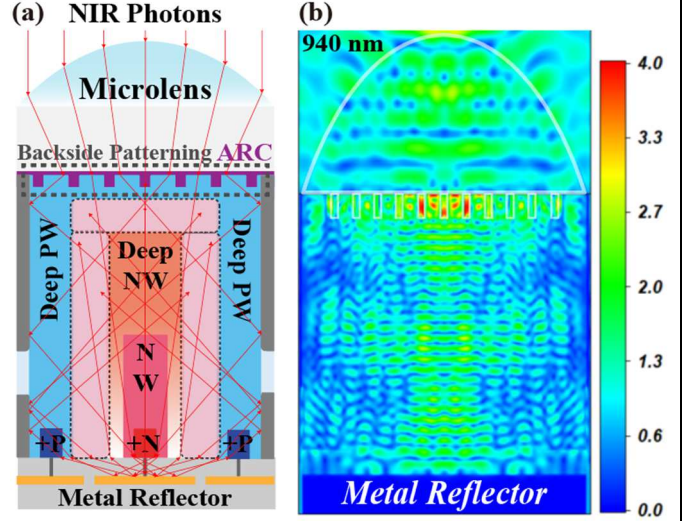 (a) NIR Photons
Microlens
Backside Patterning ARC
Deep PW
Deep NW
Deep PW
N W
+P
+N
+P
Metal Reflector
(b)
940 nm
Metal Reflector
4.0
3.3
2.7
2.0
1.3
0.6
0.0